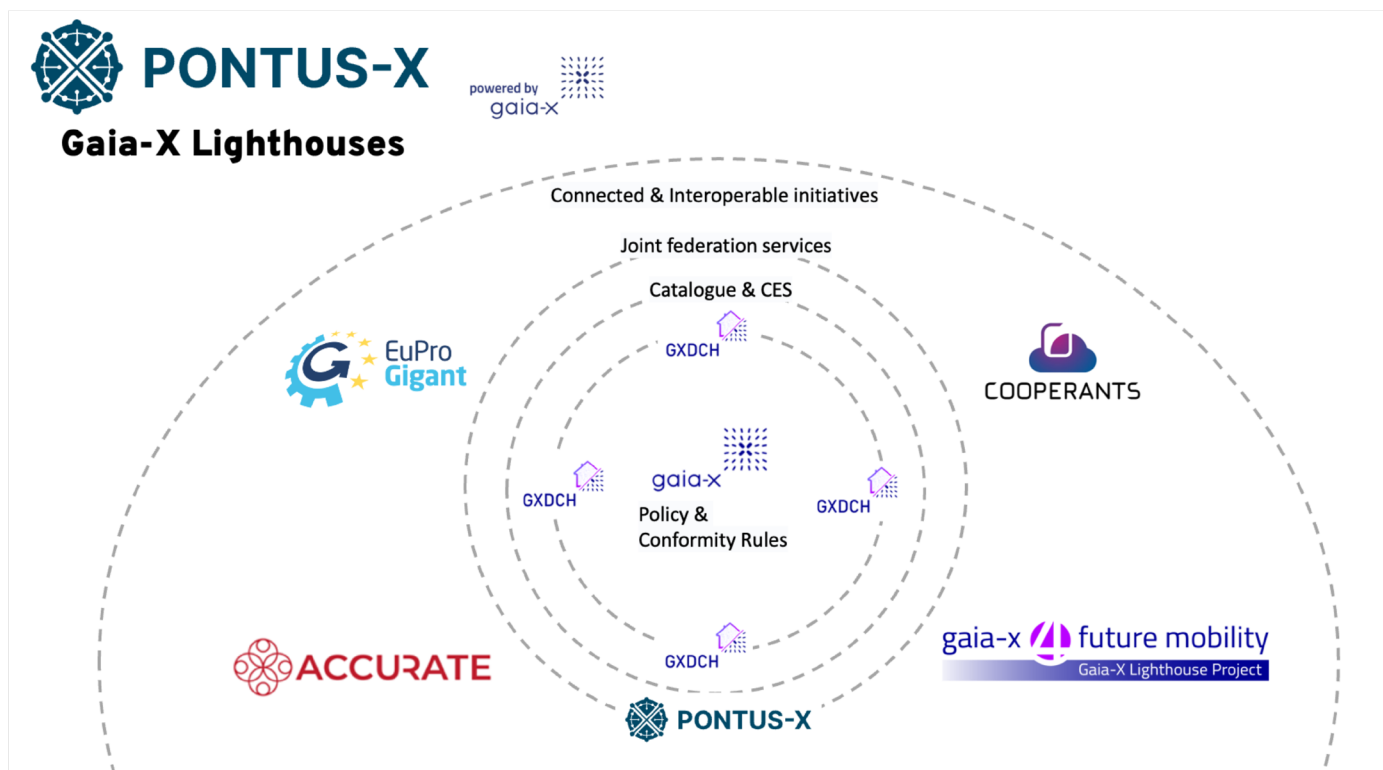 PONTUS-X
powered by
gaia-x
Gaia-X Lighthouses
Connected & Interoperable initiatives
Joint federation services
Catalogue & CES
GXDCH
EuPro
Gigant
COOPERANTS
gaia-x
GXDCH
GXDCH
Policy &
Conformity Rules
gaia-x 4 future mobility
Gaia-X Lighthouse Project
ACCURATE
GXDCH
PONTUS-X